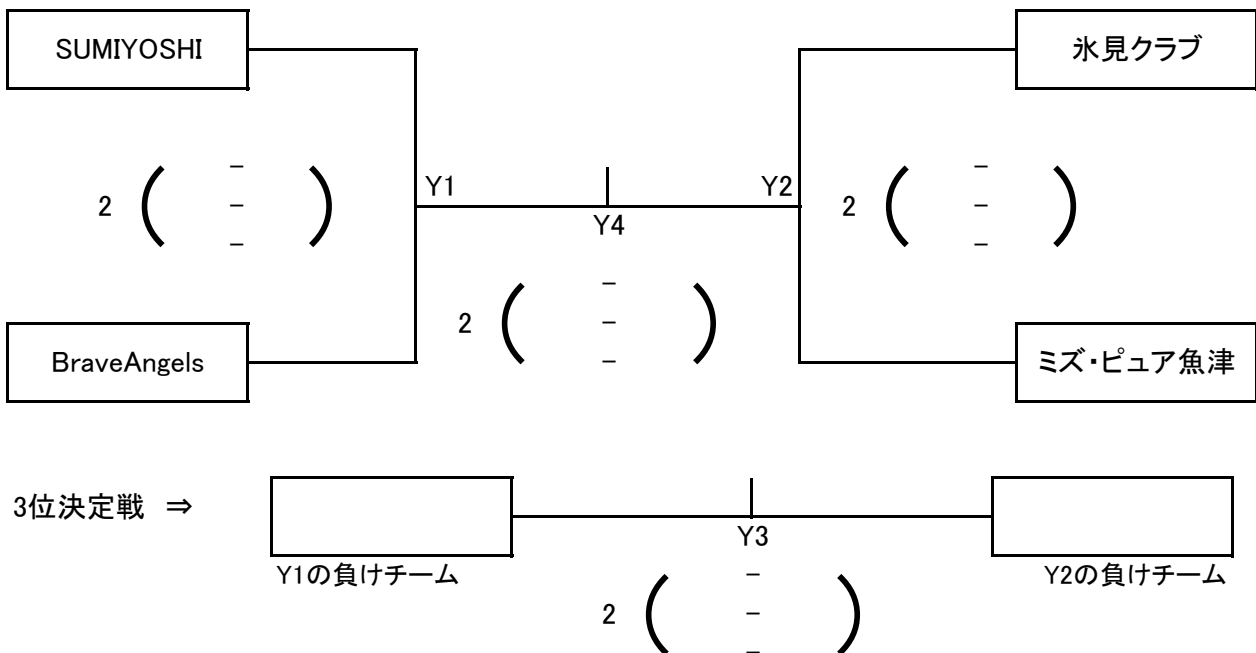 SUMIYOSHI
氷見クラブ
2 ( - - - )
Y1
Y2
2 ( - - - )
Y4
2 ( - - - )
BraveAngels
ミズ・ピュア魚津
3位決定戦 ⇒
Y3
Y1の負けチーム
Y2の負けチーム
2 ( - - - )